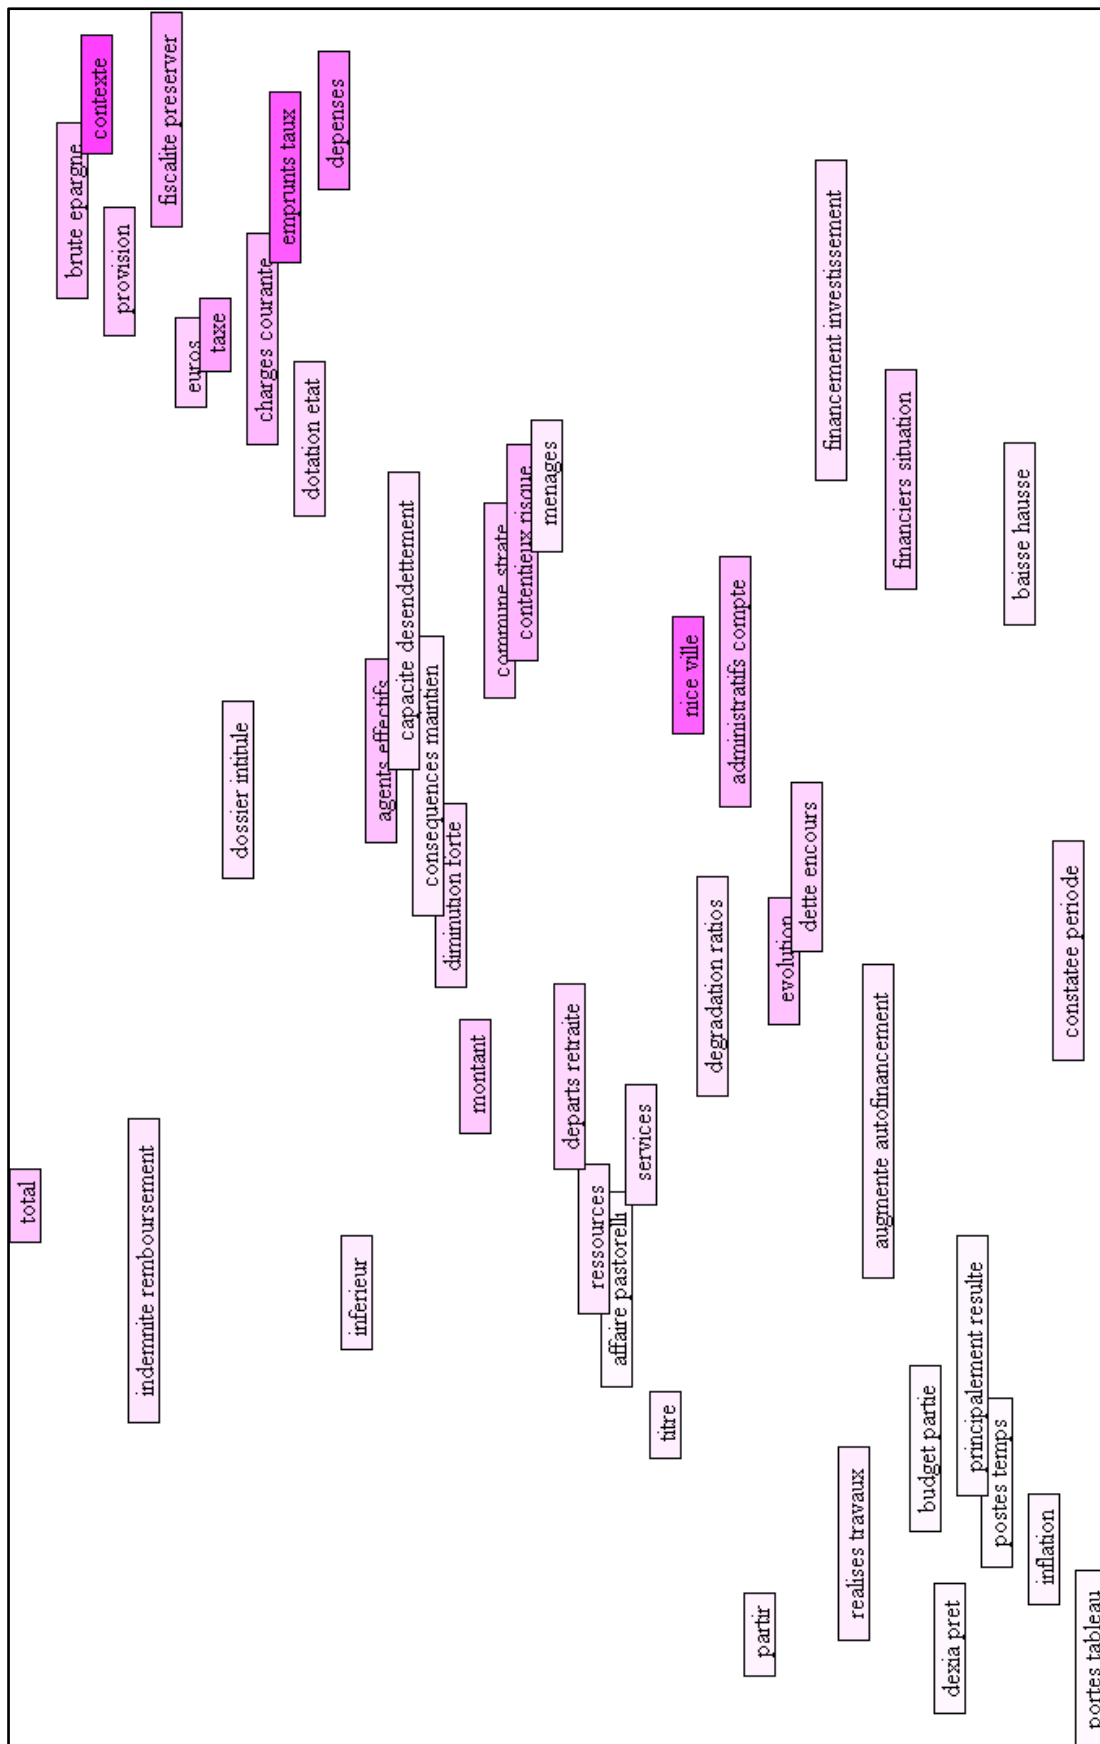 total
brute epargne
contexte
provision
indemnite remboursement
fiscalite preserver
euros
taxe
dossier intitule
charges courante
emprunts taux
dotation etat
depenses
inferieur
agents effectifs
capacite desendettement
consequences maintien
diminution forte
montant
commune strate
contentieux risque
menages
departs retraite
ressources
affaire pastorelli
services
titre
nice ville
degradation ratios
administratifs compte
partir
evolution
dette encours
financement investissement
realises travaux
augmente autofinancement
financiers situation
budget partie
dexia pret
principalement resulte
postes temps
baisse hausse
inflation
constatee periode
portes tableau